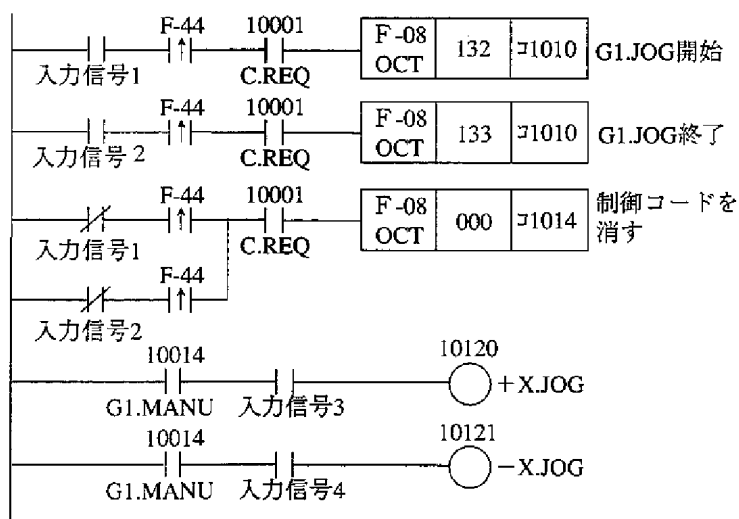 F-44 10001
入力信号1 C.REQ F-08 OCT 132 コ1010 G1.JOG開始
F-44 10001
入力信号2 C.REQ F-08 OCT 133 コ1010 G1.JOG終了
F-44 10001
入力信号1 C.REQ F-08 OCT 000 コ1014 制御コードを
消す
F-44
入力信号2
10014 10120
G1.MANU 入力信号3 +X.JOG
10014 10121
G1.MANU 入力信号4 -X.JOG